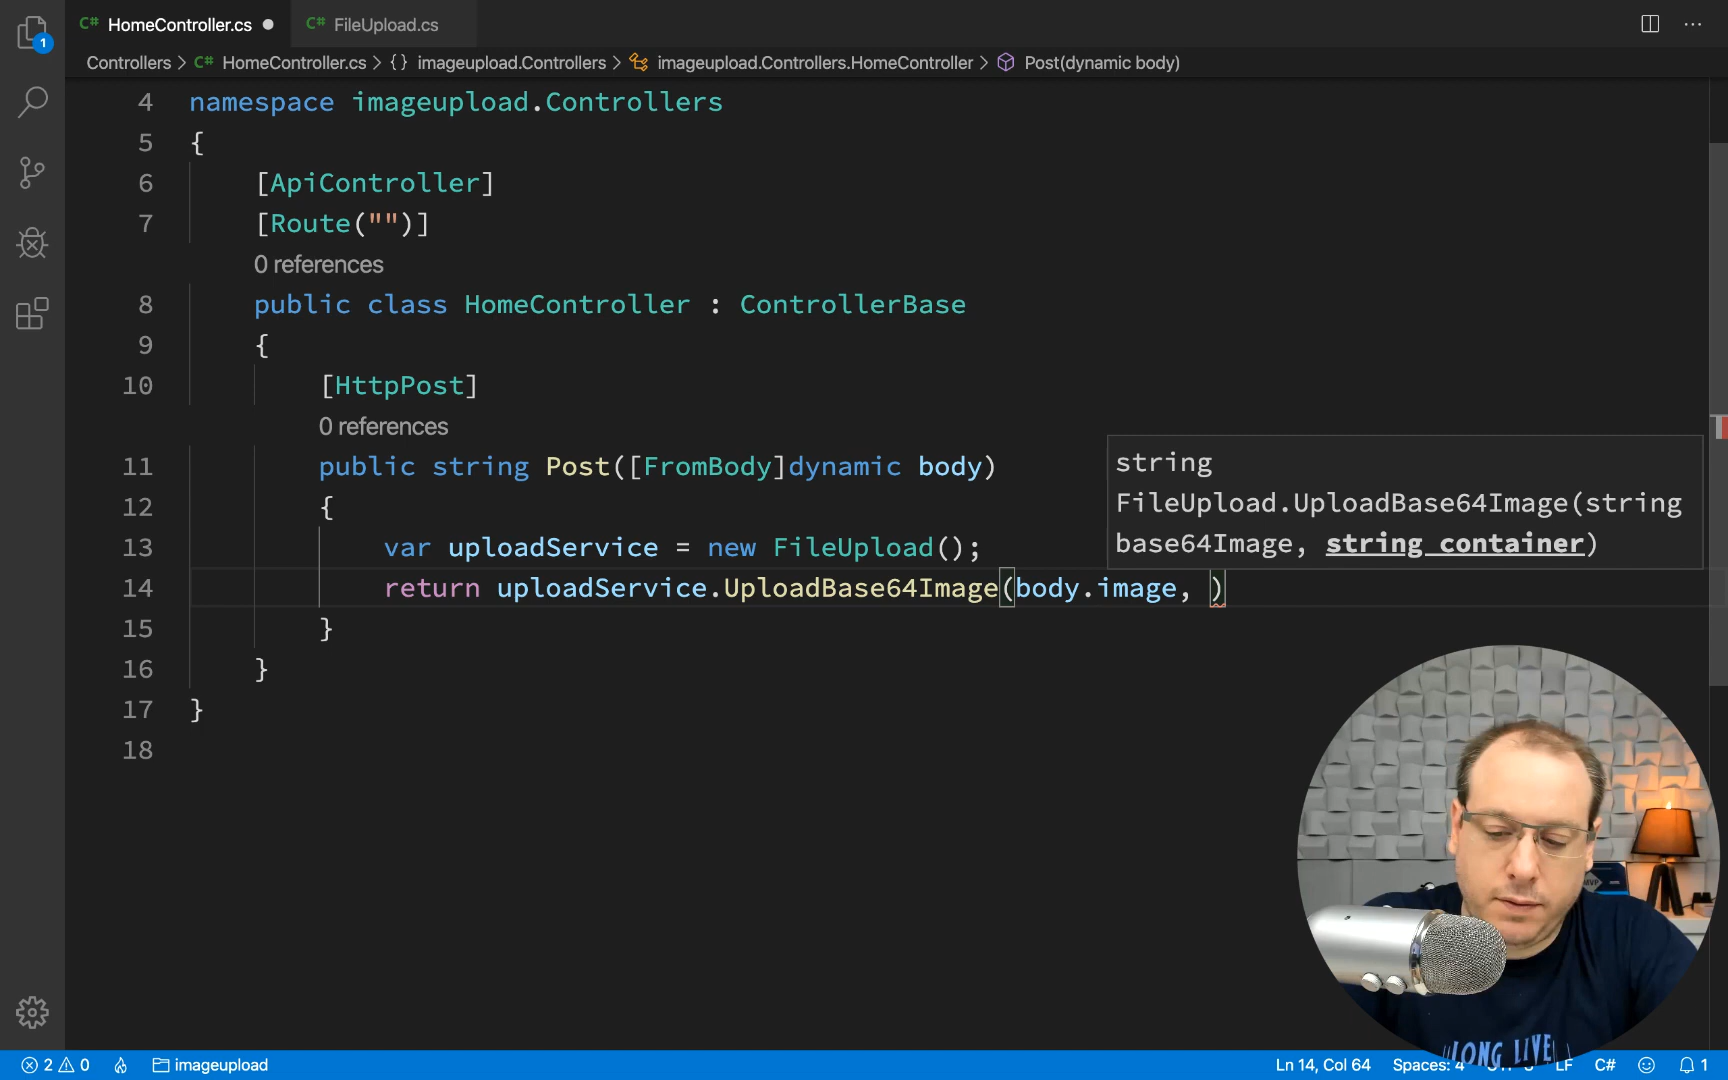 1
C# HomeController.cs
C# FileUpload.cs
Controllers > C# HomeController.cs > {} imageupload.Controllers > imageupload.Controllers.HomeController > Post(dynamic body)
4 namespace imageupload.Controllers
5 {
6 [ApiController]
7 [Route("")]
0 references
8 public class HomeController : ControllerBase
9 {
10 [HttpPost]
0 references
11 public string Post([FromBody]dynamic body)
12 {
13 var uploadService = new FileUpload();
14 return uploadService.UploadBase64Image(body.image, )
15 }
16 }
17 }
18
string
FileUpload.UploadBase64Image(string
base64Image, string container)
MVP
LONG LIVE
2 0 imageupload Ln 14, Col 64 Spaces: 4 LF C# 1